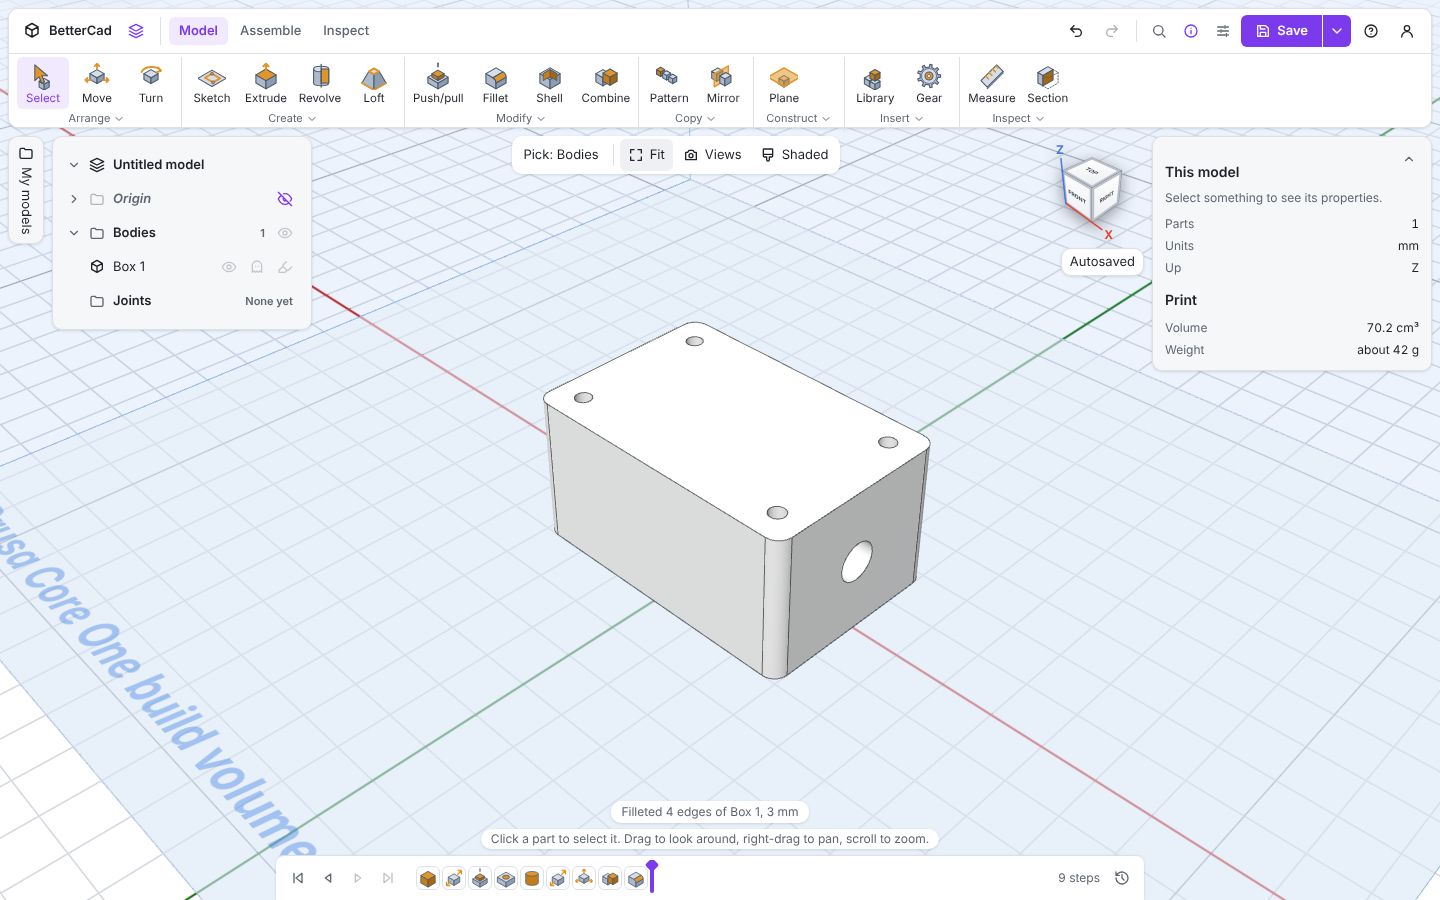 BetterCad
Model
Assemble
Inspect
Save
Select
Move
Turn
Sketch
Extrude
Revolve
Loft
Push/pull
Fillet
Shell
Combine
Pattern
Mirror
Plane
Library
Gear
Measure
Section
Arrange
Create
Modify
Copy
Construct
Insert
Inspect
My models
Untitled model
Origin
Bodies
1
Box 1
Joints
None yet
Pick: Bodies
Fit
Views
Shaded
Z
TOP
FRONT
RIGHT
X
Autosaved
This model
Select something to see its properties.
Parts
1
Units
mm
Up
Z
Print
Volume
70.2 cm³
Weight
about 42 g
Prusa Core One build volume
Filleted 4 edges of Box 1, 3 mm
Click a part to select it. Drag to look around, right-drag to pan, scroll to zoom.
9 steps